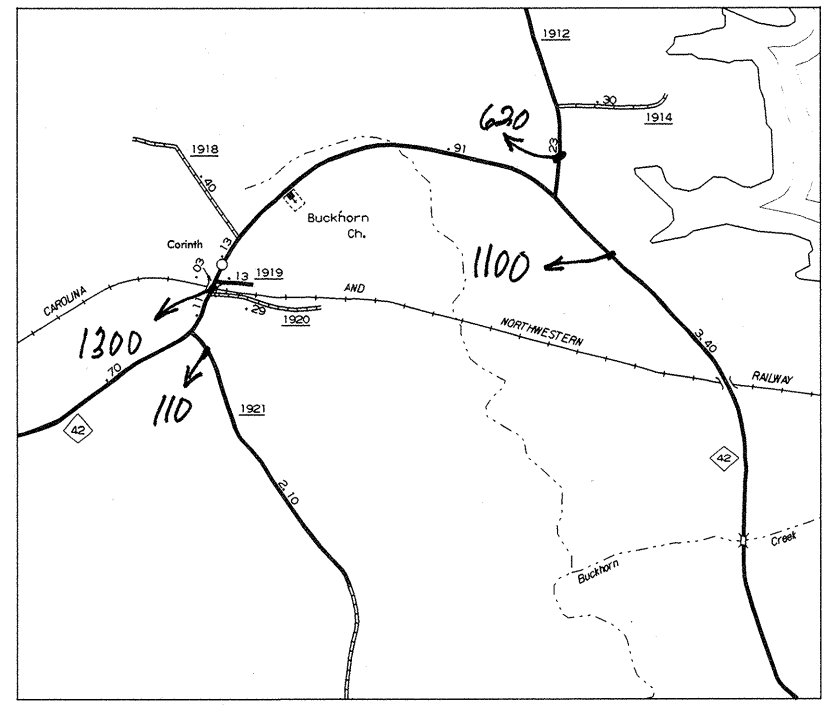 1912
.30
1914
620
.23
1918
.40
.91
Buckhorn
Ch.
Corinth
.13
1100
.03
.13
1919
CAROLINA
AND
.11
.29
1920
NORTHWESTERN
3.40
1300
.70
RAILWAY
110
1921
42
42
2.10
Creek
Buckhorn